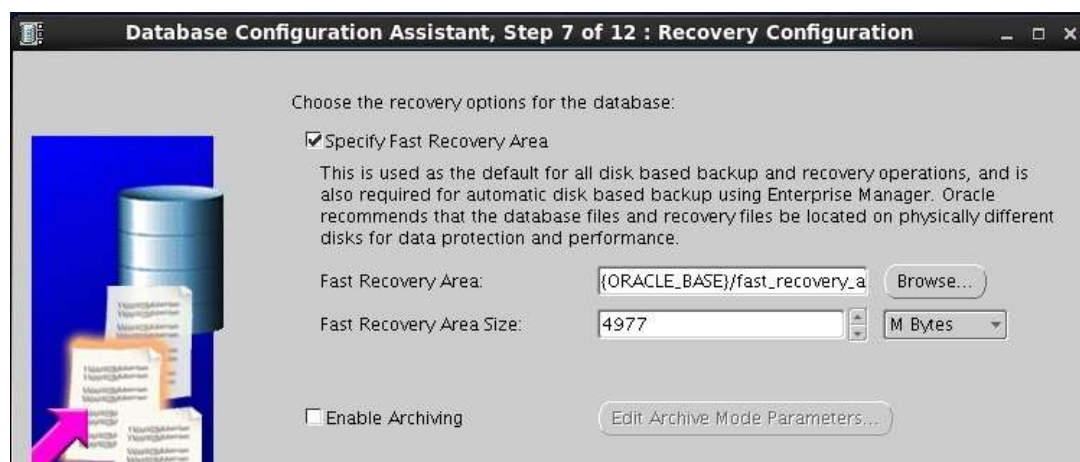 Database Configuration Assistant, Step 7 of 12 : Recovery Configuration
Choose the recovery options for the database:
Specify Fast Recovery Area
This is used as the default for all disk based backup and recovery operations, and is
also required for automatic disk based backup using Enterprise Manager. Oracle
recommends that the database files and recovery files be located on physically different
disks for data protection and performance.
Fast Recovery Area: {ORACLE_BASE}/fast_recovery_a Browse...
Fast Recovery Area Size: 4977 M Bytes
Enable Archiving Edit Archive Mode Parameters...